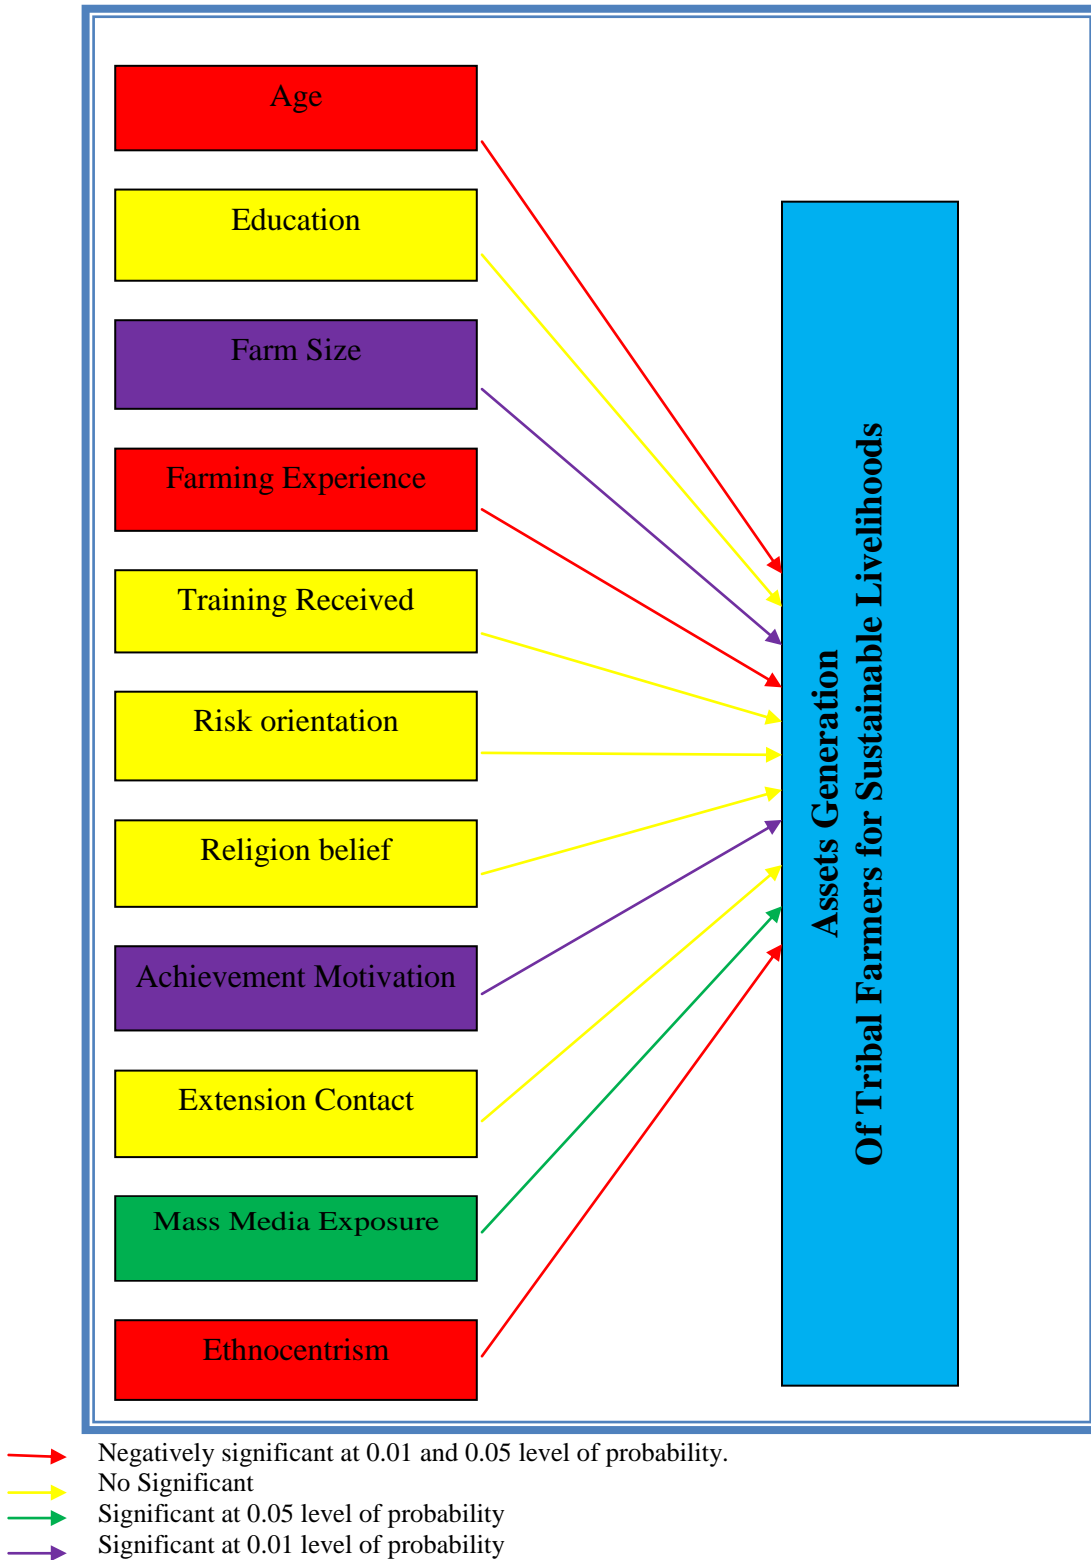 Age
Education
Farm Size
Farming Experience
Training Received
Risk orientation
Religion belief
Achievement Motivation
Extension Contact
Mass Media Exposure
Ethnocentrism
Assets Generation
Of Tribal Farmers for Sustainable Livelihoods
Negatively significant at 0.01 and 0.05 level of probability.
No Significant
Significant at 0.05 level of probability
Significant at 0.01 level of probability